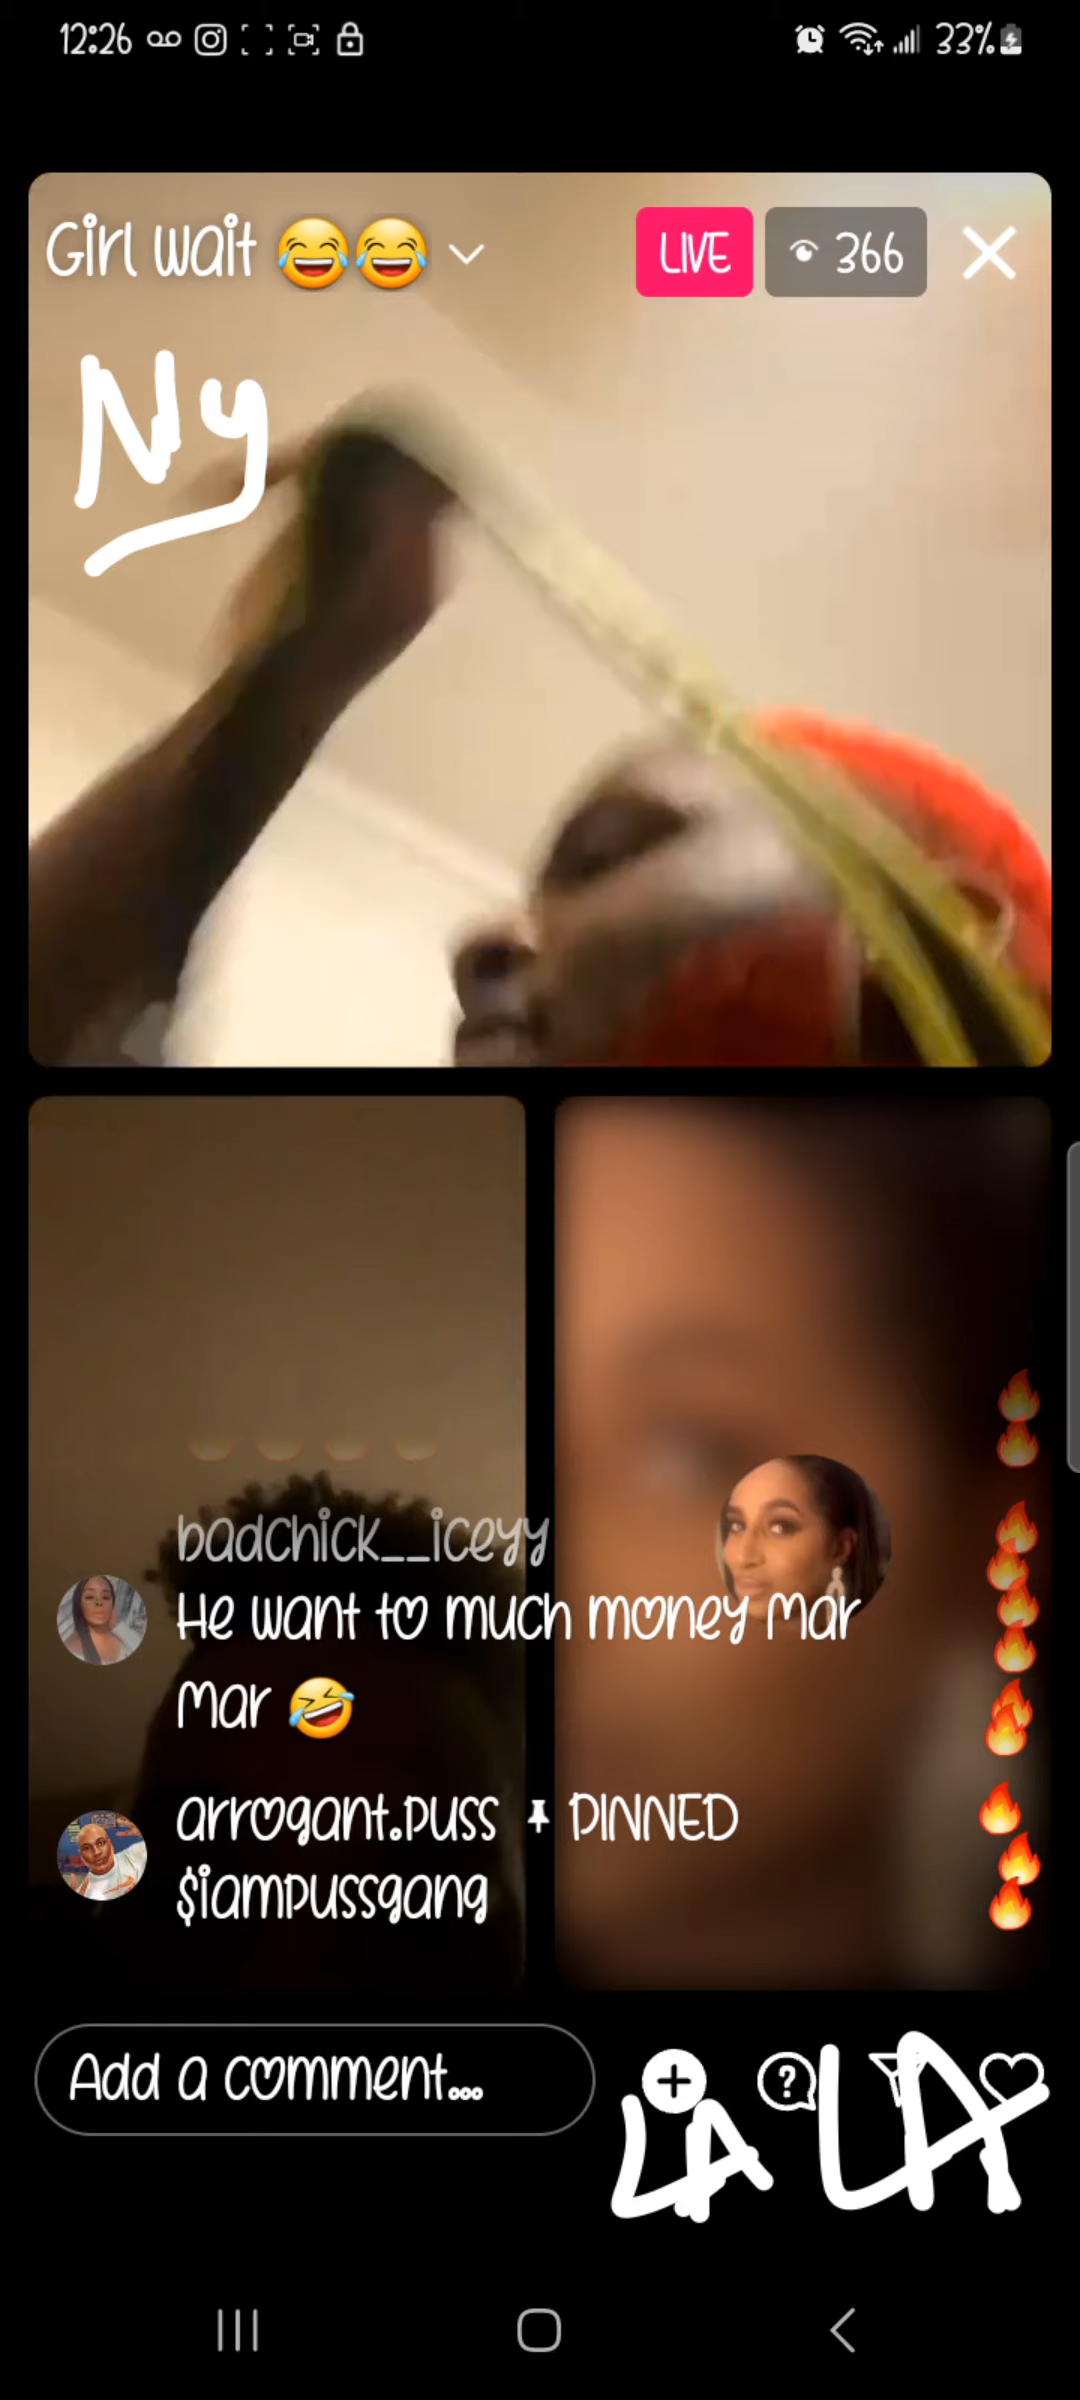 12:26
33%
Girl wait 😂😂
LIVE
366
Ny
badchick__iceyy
He want to much money Mar
Mar 🤣
arrogant.puss PINNED
$iampussgang
Add a comment...
LA LA